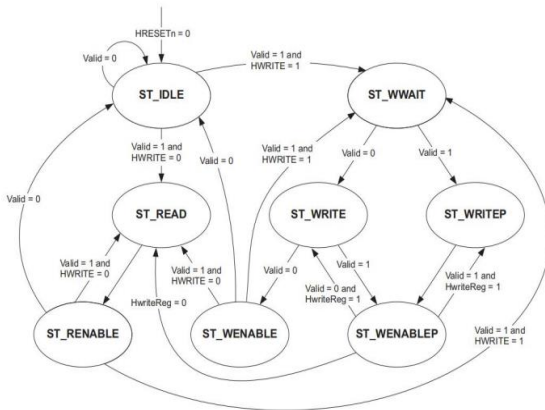 HRESETn = 0
Valid = 0
Valid = 1 and
HWRITE = 1
ST_IDLE
ST_WWAIT
Valid = 1 and
HWRITE = 0
Valid = 0
Valid = 1 and
HWRITE = 1
Valid = 0
Valid = 1
Valid = 0
ST_READ
ST_WRITE
ST_WRITEP
Valid = 1 and
HWRITE = 0
Valid = 1 and
HWRITE = 0
Valid = 0
Valid = 1
Valid = 1 and
HwriteReg = 1
HwriteReg = 0
Valid = 0 and
HwriteReg = 1
ST_RENABLE
ST_WENABLE
ST_WENABLEP
Valid = 1 and
HWRITE = 1